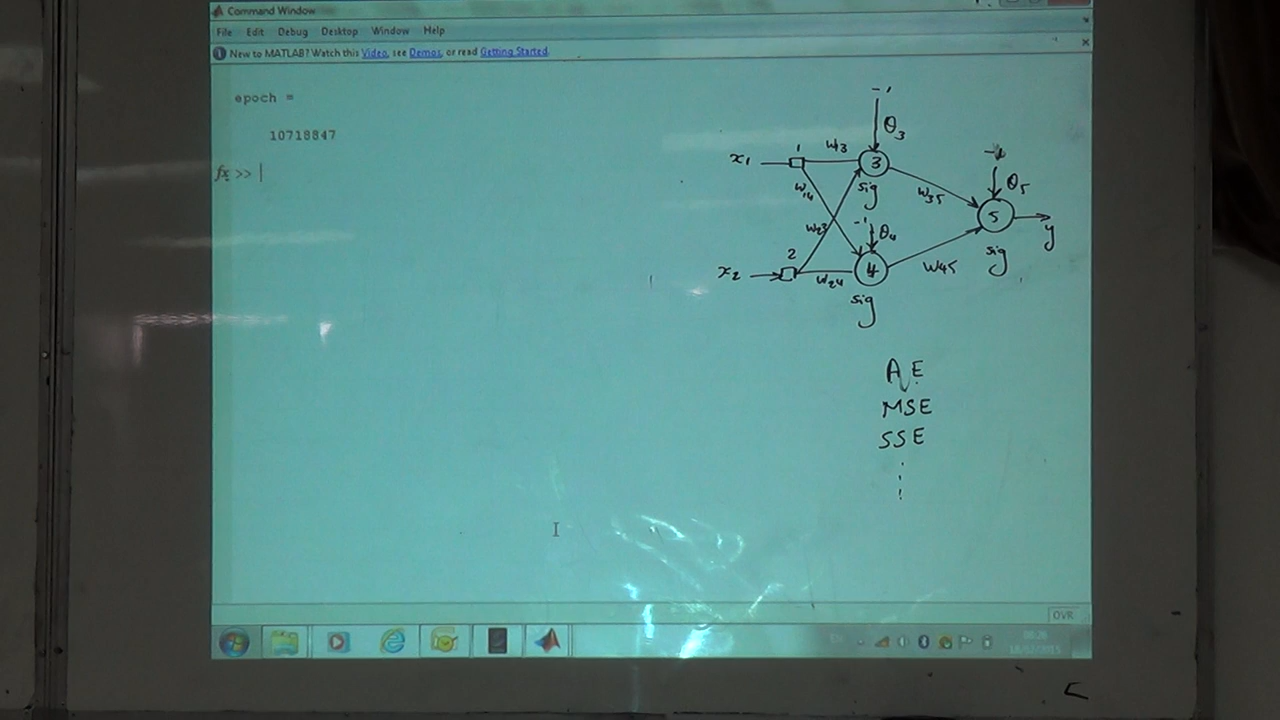 Command Window
File Edit Debug Desktop Window Help
New to MATLAB? Watch this Video, see Demos, or read Getting Started.
epoch =
10718847
fx >>
-1
θ3
x1
1
w13
3
sig
w14
w23
w35
-1
θ5
5
y
sig
-1
θ4
x2
2
w24
4
sig
w45
AE
MSE
SSE
OVR